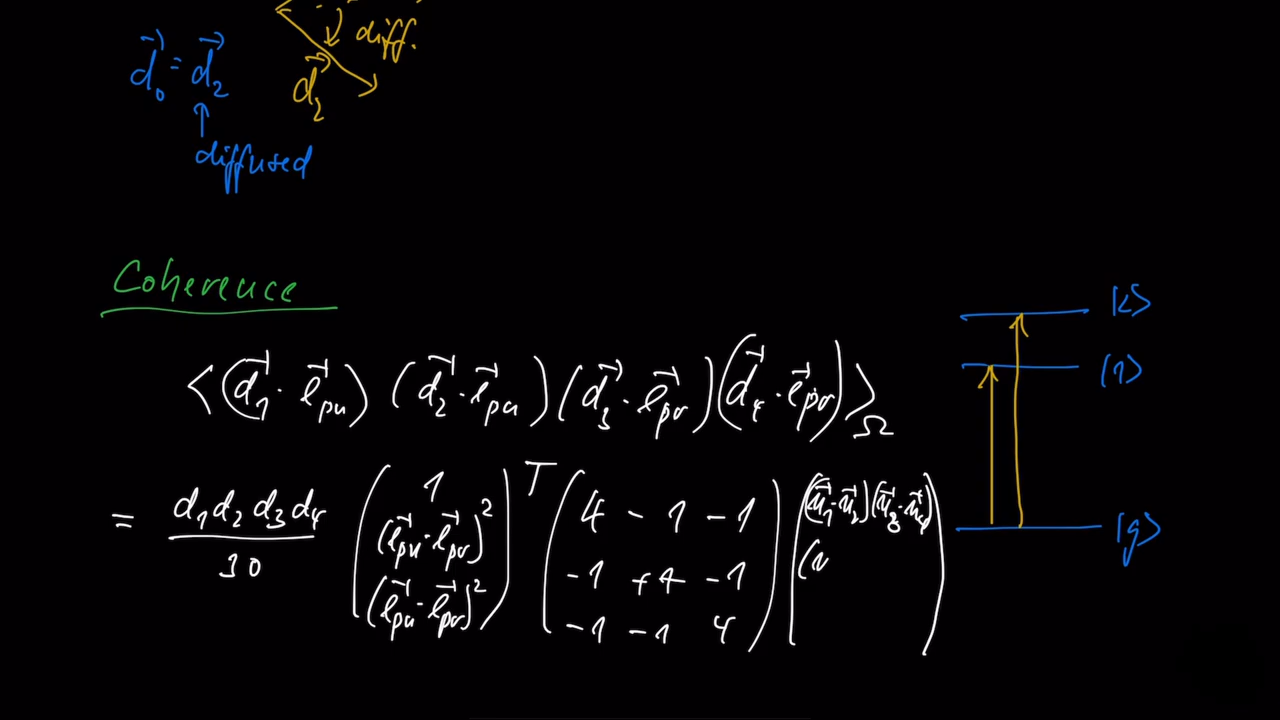 diff.
d⃗₀ = d⃗₂
d⃗₂
↑
diffused
Coherence
|2⟩
⟨(d⃗₁·e⃗ₚᵤ) (d⃗₂·e⃗ₚᵤ) (d⃗₃·e⃗ₚᵣ) (d⃗₄·e⃗ₚᵣ)⟩_Ω
|1⟩
= d₁d₂d₃d₄ / 30 ( 1 (e⃗ₚᵤ·e⃗ₚᵣ)² (e⃗ₚᵤ·e⃗ₚᵣ)² )ᵀ ( 4 -1 -1 -1 +4 -1 -1 -1 4 ) ( (u⃗₁·u⃗₂)(u⃗₃·u⃗₄) (u
|g⟩